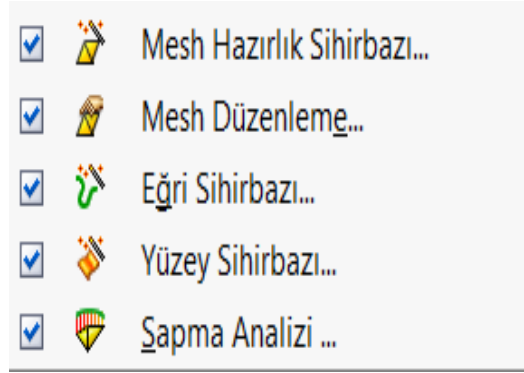 Mesh Hazırlık Sihirbazı...
Mesh Düzenleme...
Eğri Sihirbazı...
Yüzey Sihirbazı...
Sapma Analizi ...